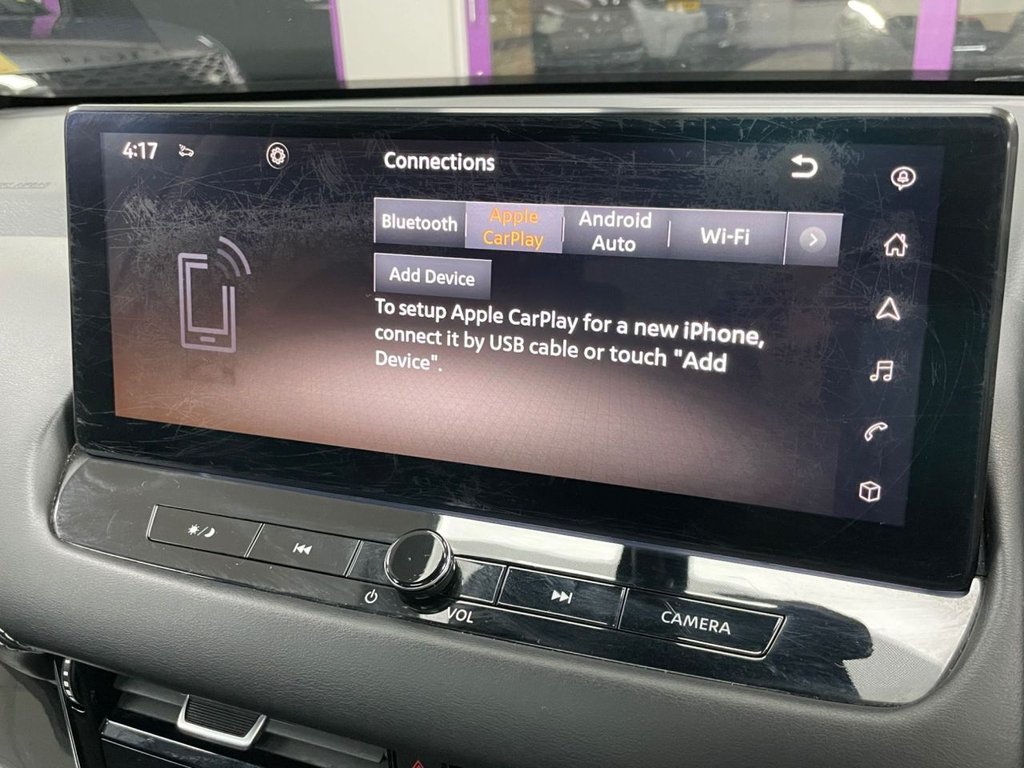 4:17
Connections
Bluetooth
Apple
CarPlay
Android
Auto
Wi-Fi
Add Device
To setup Apple CarPlay for a new iPhone,
connect it by USB cable or touch "Add
Device".
VOL
CAMERA